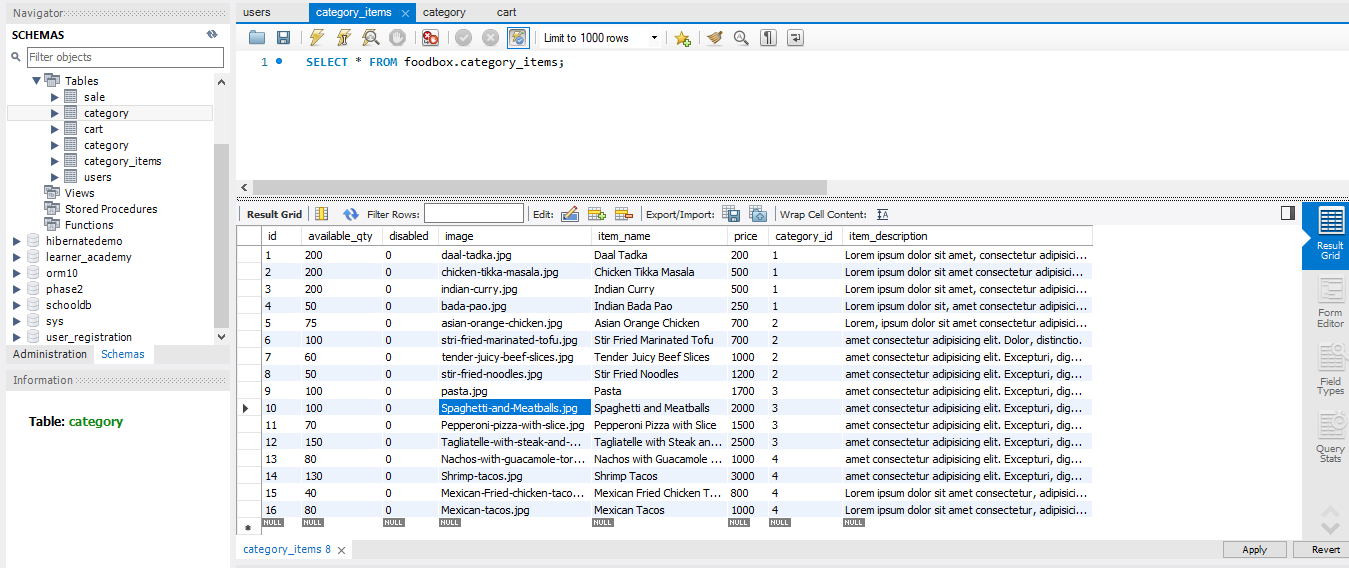 Navigator
SCHEMAS
Filter objects
Tables
sale
category
cart
category
category_items
users
Views
Stored Procedures
Functions
hibernatedemo
learner_academy
orm10
phase2
schooldb
sys
user_registration
Administration Schemas
Information
Table: category
users category_items category cart
Limit to 1000 rows
1 SELECT * FROM foodbox.category_items;
Result Grid Filter Rows: Edit: Export/Import: Wrap Cell Content:
id available_qty disabled image item_name price category_id item_description
1 200 0 daal-tadka.jpg Daal Tadka 200 1 Lorem ipsum dolor sit amet, consectetur adipisici...
2 200 0 chicken-tikka-masala.jpg Chicken Tikka Masala 500 1 Lorem ipsum dolor sit amet consectetur adipisici...
3 200 0 indian-curry.jpg Indian Curry 500 1 Lorem ipsum dolor sit amet, consectetur adipisici...
4 50 0 bada-pao.jpg Indian Bada Pao 250 1 Lorem ipsum dolor sit, amet consectetur adipisici...
5 75 0 asian-orange-chicken.jpg Asian Orange Chicken 700 2 Lorem, ipsum dolor sit amet consectetur adipisici...
6 100 0 stri-fried-marinated-tofu.jpg Stir Fried Marinated Tofu 700 2 amet consectetur adipisicing elit. Dolor, distinctio.
7 60 0 tender-juicy-beef-slices.jpg Tender Juicy Beef Slices 1000 2 amet consectetur adipisicing elit. Excepturi, dig...
8 50 0 stir-fried-noodles.jpg Stir Fried Noodles 1200 2 amet consectetur adipisicing elit. Excepturi, dig...
9 100 0 pasta.jpg Pasta 1700 3 amet consectetur adipisicing elit. Excepturi, dig...
10 100 0 Spaghetti-and-Meatballs.jpg Spaghetti and Meatballs 2000 3 amet consectetur adipisicing elit. Excepturi, dig...
11 70 0 Pepperoni-pizza-with-slice.jpg Pepperoni Pizza with Slice 1500 3 amet consectetur adipisicing elit. Excepturi, dig...
12 150 0 Tagliatelle-with-steak-and-... Tagliatelle with Steak an... 2500 3 amet consectetur adipisicing elit. Excepturi, dig...
13 80 0 Nachos-with-guacamole-tor... Nachos with Guacamole ... 1000 4 amet consectetur adipisicing elit. Excepturi, dig...
14 130 0 Shrimp-tacos.jpg Shrimp Tacos 3000 4 amet consectetur adipisicing elit. Excepturi, dig...
15 40 0 Mexican-Fried-chicken-taco... Mexican Fried Chicken T... 800 4 Lorem ipsum dolor sit amet consectetur, adipisici...
16 80 0 Mexican-tacos.jpg Mexican Tacos 1000 4 Lorem ipsum dolor sit amet consectetur, adipisici...
NULL NULL NULL NULL NULL NULL NULL NULL
Result
Grid
Form
Editor
Field
Types
Query
Stats
category_items 8
Apply Revert